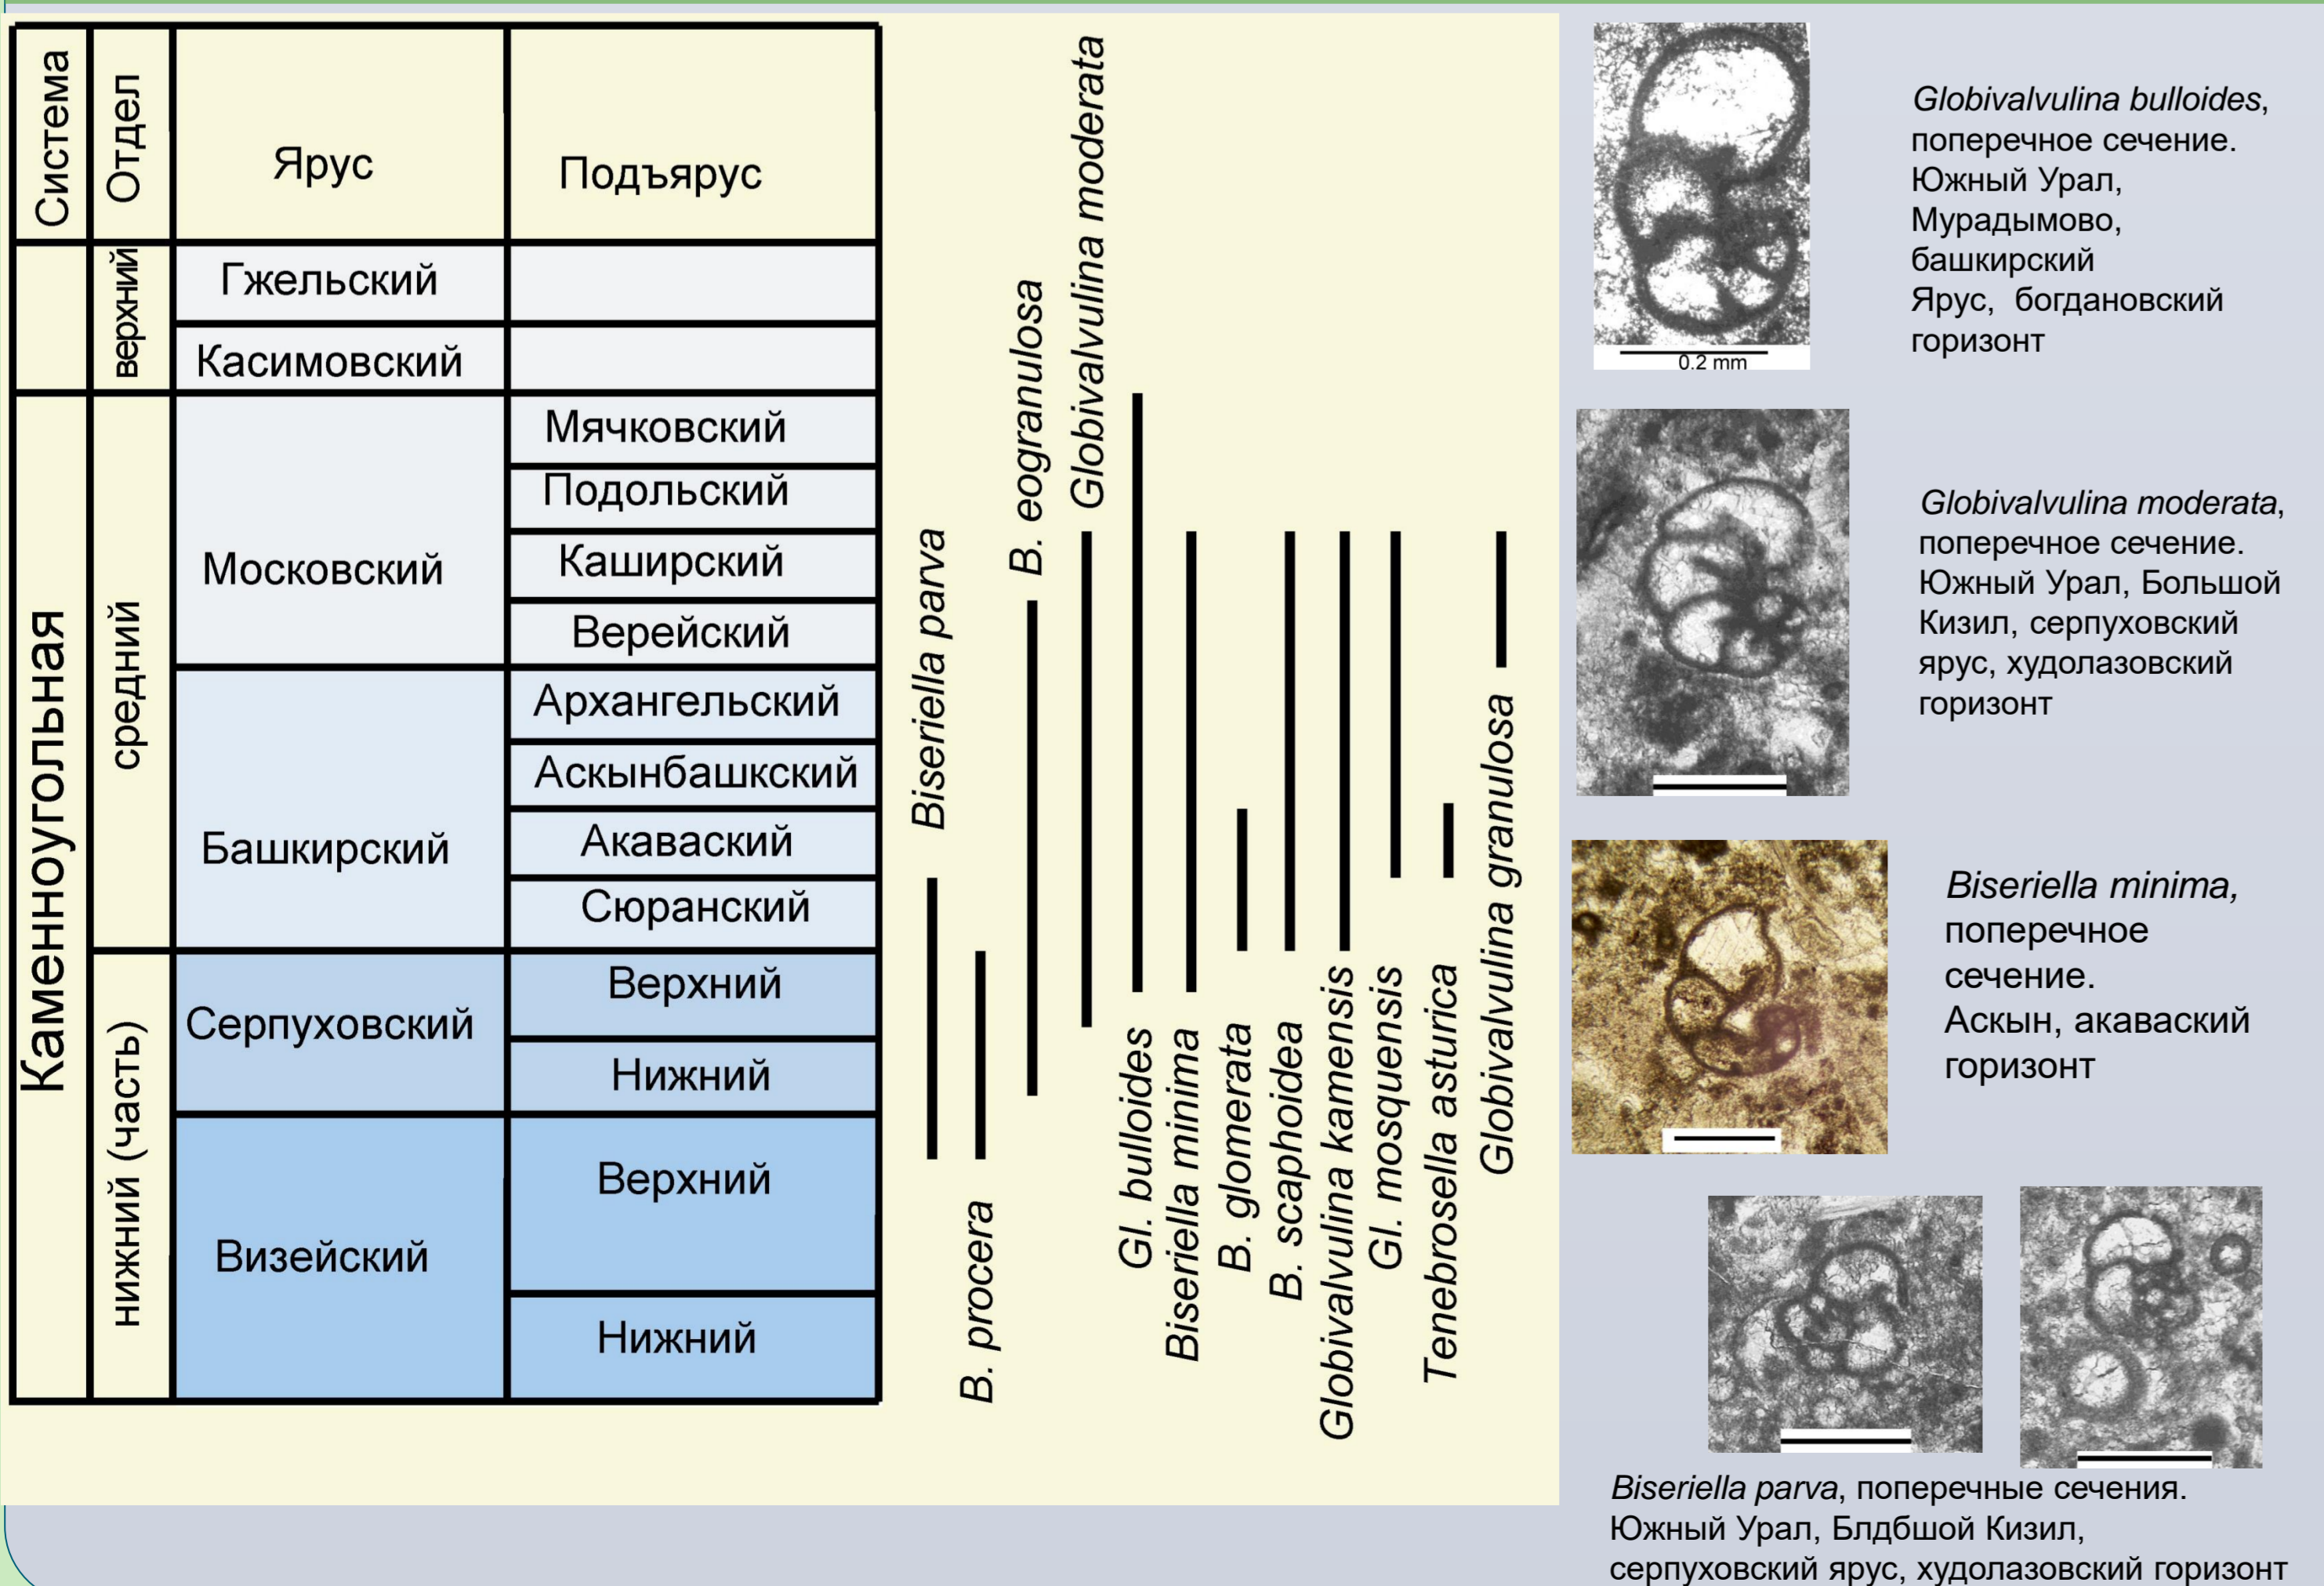 Система
Отдел
Ярус
Подъярус
верхний
Гжельский
Касимовский
Каменноугольная
средний
Московский
Мячковский
Подольский
Каширский
Верейский
Башкирский
Архангельский
Аскынбашкский
Акаваский
Сюранский
нижний (часть)
Серпуховский
Верхний
Нижний
Визейский
Верхний
Нижний
Biseriella parva
B. procera
B. eogranulosa
Globivalvulina moderata
Gl. bulloides
Biseriella minima
B. glomerata
B. scaphoidea
Globivalvulina kamensis
Gl. mosquensis
Tenebrosella asturica
Globivalvulina granulosa
0.2 mm
Globivalvulina bulloides,
поперечное сечение.
Южный Урал,
Мурадымово,
башкирский
Ярус, богдановский
горизонт
Globivalvulina moderata,
поперечное сечение.
Южный Урал, Большой
Кизил, серпуховский
ярус, худолазовский
горизонт
Biseriella minima,
поперечное
сечение.
Аскын, акаваский
горизонт
Biseriella parva, поперечные сечения.
Южный Урал, Блдбшой Кизил,
серпуховский ярус, худолазовский горизонт